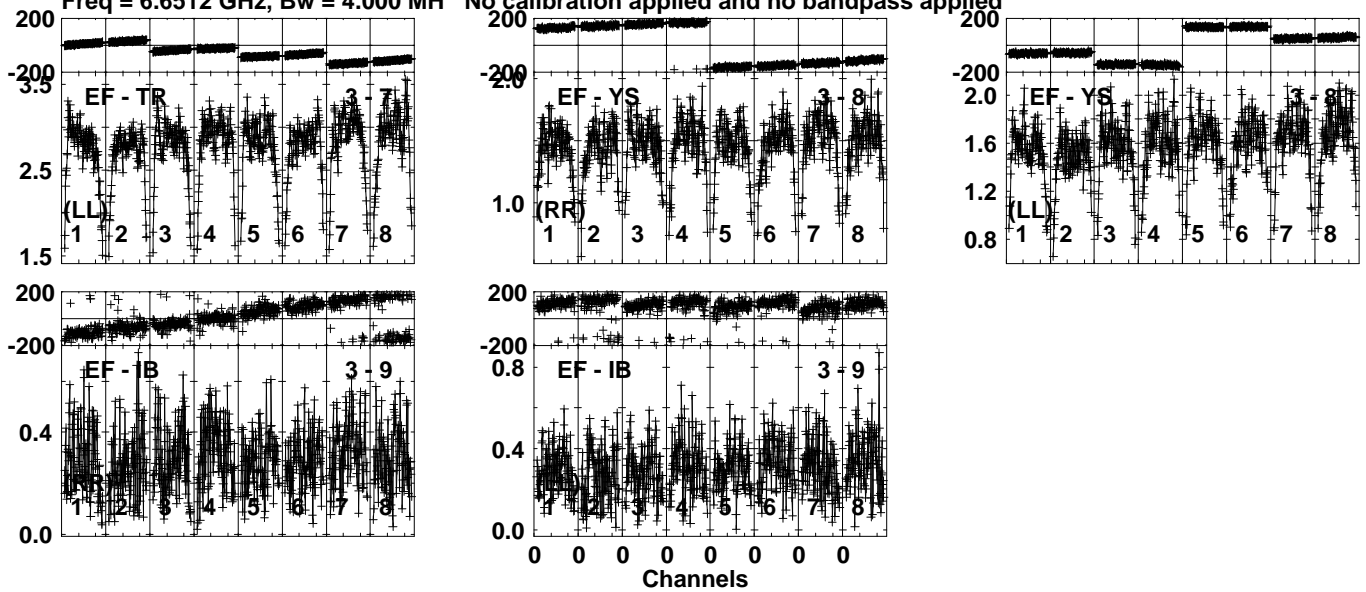 Freq = 6.6512 GHz, Bw = 4.000 MH No calibration applied and no bandpass applied
200
-200
3.5
2.5
1.5
EF - TR 3 - 7
(LL)
1 2 3 4 5 6 7 8
200
-200
2.0
1.0
EF - YS 3 - 8
(RR)
1 2 3 4 5 6 7 8
200
-200
2.0
1.6
1.2
0.8
EF - YS 3 - 8
(LL)
1 2 3 4 5 6 7 8
200
-200
0.4
0.0
EF - IB 3 - 9
(RR)
1 2 3 4 5 6 7 8
200
-200
0.8
0.4
0.0
EF - IB 3 - 9
1 2 3 4 5 6 7 8
0 0 0 0 0 0 0 0
Channels